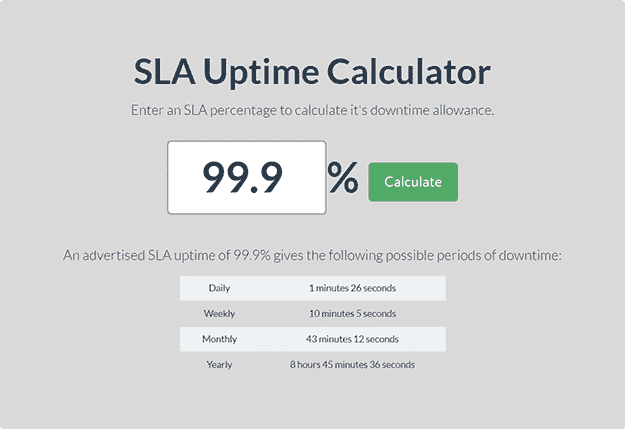 SLA Uptime Calculator
Enter an SLA percentage to calculate it's downtime allowance.
99.9 % Calculate
An advertised SLA uptime of 99.9% gives the following possible periods of downtime:
Daily 1 minutes 26 seconds
Weekly 10 minutes 5 seconds
Monthly 43 minutes 12 seconds
Yearly 8 hours 45 minutes 36 seconds